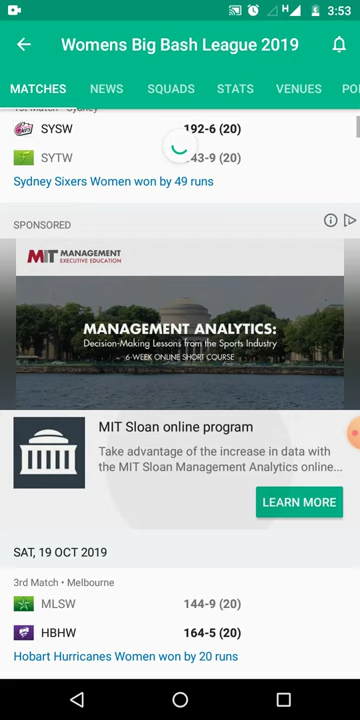 3:53
Womens Big Bash League 2019
MATCHES NEWS SQUADS STATS VENUES
SYSW 192-6 (20)
SYTW 43-9 (20)
Sydney Sixers Women won by 49 runs
SPONSORED
MIT MANAGEMENT
EXECUTIVE EDUCATION
MANAGEMENT ANALYTICS:
Decision-Making Lessons from the Sports Industry
6-WEEK ONLINE SHORT COURSE
MIT Sloan online program
Take advantage of the increase in data with
the MIT Sloan Management Analytics online...
LEARN MORE
SAT, 19 OCT 2019
3rd Match • Melbourne
MLSW 144-9 (20)
HBHW 164-5 (20)
Hobart Hurricanes Women won by 20 runs